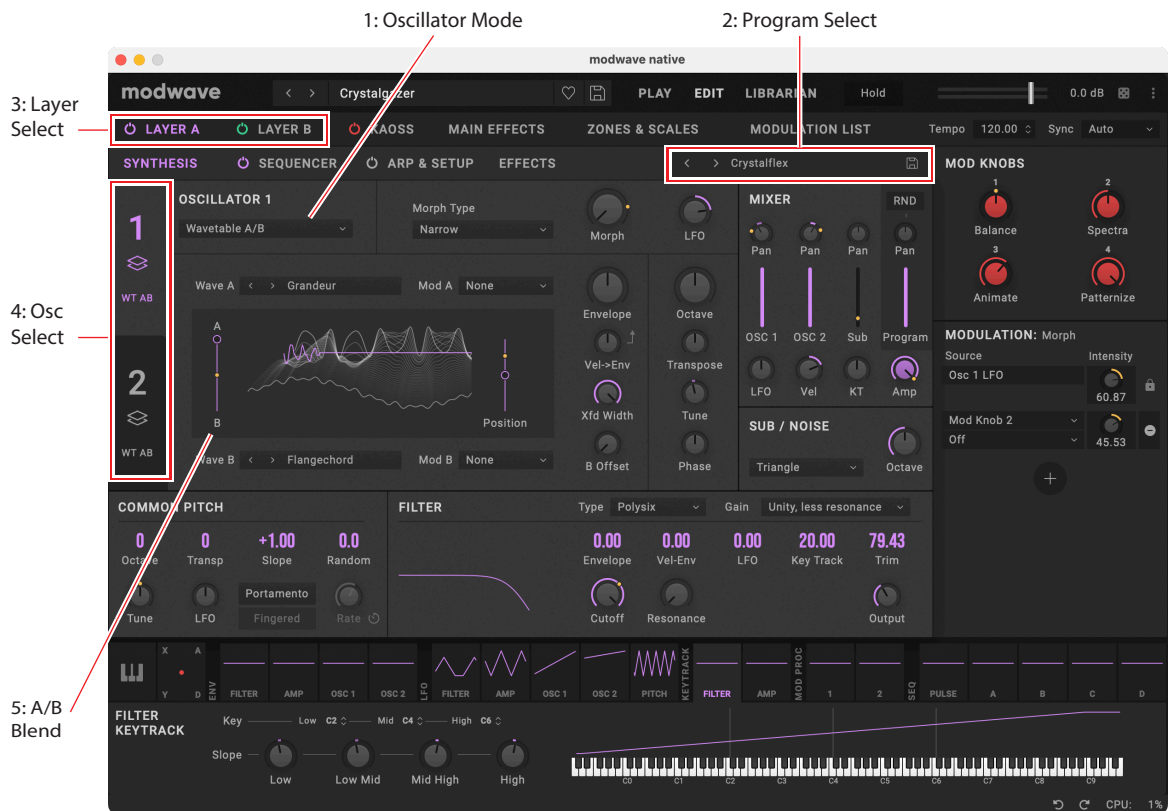 1: Oscillator Mode
2: Program Select
3: Layer
Select
4: Osc
Select
5: A/B
Blend
modwave native
modwave
< > Crystalgazer
PLAY EDIT LIBRARIAN Hold 0.0 dB
LAYER A LAYER B KAOSS MAIN EFFECTS ZONES & SCALES MODULATION LIST Tempo 120.00 Sync Auto
SYNTHESIS SEQUENCER ARP & SETUP EFFECTS < > Crystalflex
1
WT AB
2
WT AB
OSCILLATOR 1
Wavetable A/B
Morph Type
Narrow
Morph LFO
Wave A < > Grandeur Mod A None
A
B
Position
Wave B < > Flangechord Mod B None
Envelope Octave
Vel->Env Transpose
Xfd Width Tune
B Offset Phase
MIXER RND
Pan Pan Pan Pan
OSC 1 OSC 2 Sub Program
LFO Vel KT Amp
SUB / NOISE
Triangle Octave
MOD KNOBS
1 2
Balance Spectra
3 4
Animate Patternize
MODULATION: Morph
Source Intensity
Osc 1 LFO
60.87
Mod Knob 2
Off 45.53
COMMON PITCH
0 0 +1.00 0.0
Octave Transp Slope Random
Portamento
Fingered
Tune LFO Rate
FILTER Type Polysix Gain Unity, less resonance
0.00 0.00 0.00 20.00 79.43
Envelope Vel-Env LFO Key Track Trim
Cutoff Resonance Output
X A
Y D
ENV FILTER AMP OSC 1 OSC 2
LFO FILTER AMP OSC 1 OSC 2 PITCH
KEYTRACK FILTER AMP
MOD PROC 1 2
SEQ PULSE A B C D
FILTER
KEYTRACK
Key Low C2 Mid C4 High C6
Slope
Low Low Mid Mid High High
C0 C1 C2 C3 C4 C5 C6 C7 C8 C9
CPU: 1%